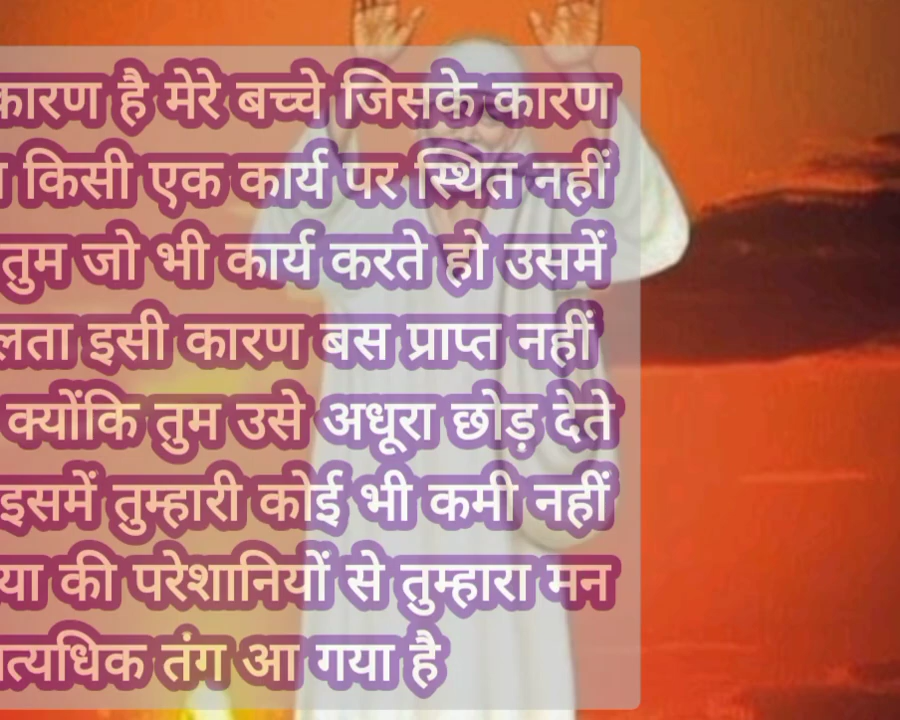 कारण है मेरे बच्चे जिसके कारण
किसी एक कार्य पर स्थित नहीं
तुम जो भी कार्य करते हो उसमें
लता इसी कारण बस प्राप्त नहीं
क्योंकि तुम उसे अधूरा छोड़ देते
इसमें तुम्हारी कोई भी कमी नहीं
या की परेशानियों से तुम्हारा मन
त्यधिक तंग आ गया है